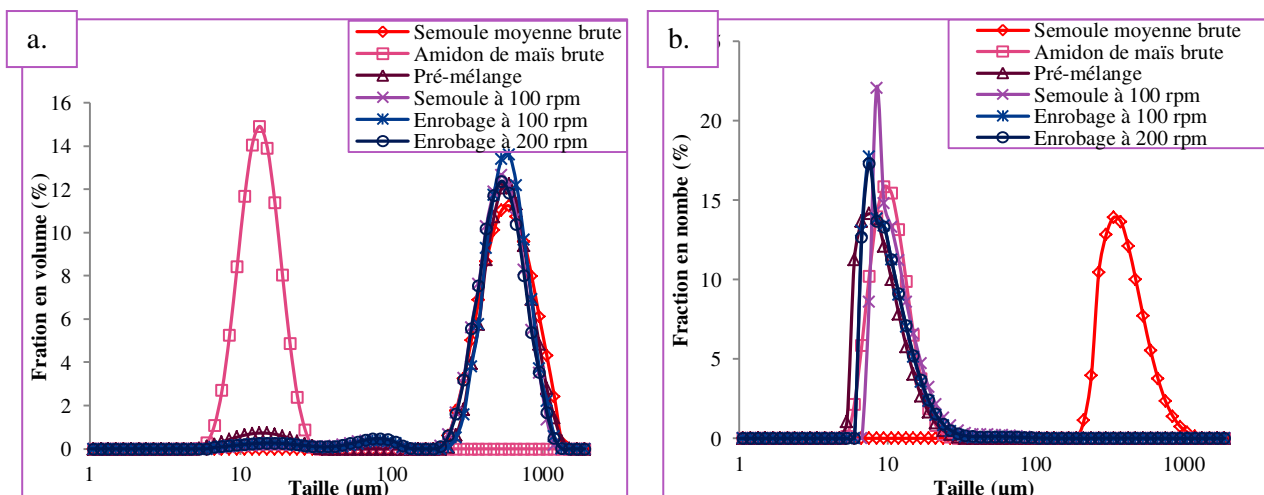 a.
Semoule moyenne brute
Amidon de maïs brute
Pré-mélange
Semoule à 100 rpm
Enrobage à 100 rpm
Enrobage à 200 rpm
Fration en volume (%)
16
14
12
10
8
6
4
2
0
1
10
100
1000
Taille (µm)
b.
Semoule moyenne brute
Amidon de maïs brute
Pré-mélange
Semoule à 100 rpm
Enrobage à 100 rpm
Enrobage à 200 rpm
Fraction en nombe (%)
20
15
10
5
0
1
10
100
1000
Taille (µm)